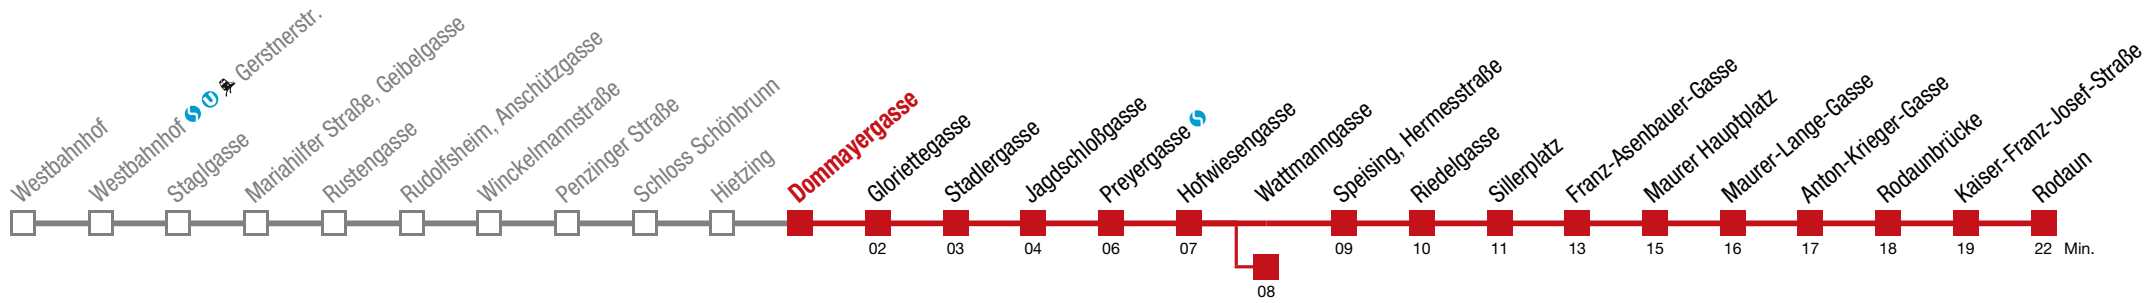 Westbahnhof
Westbahnhof S U Gerstnerstr.
Staglgasse
Mariahilfer Straße, Geibelgasse
Rustengasse
Rudolfsheim, Anschützgasse
Winckelmannstraße
Penzinger Straße
Schloss Schönbrunn
Hietzing
Dommayergasse
Gloriettegasse
Stadlergasse
Jagdschloßgasse
Preyergasse S
Hofwiesengasse
Wattmanngasse
Speising, Hermesstraße
Riedelgasse
Sillerplatz
Franz-Asenbauer-Gasse
Maurer Hauptplatz
Maurer-Lange-Gasse
Anton-Krieger-Gasse
Rodaunbrücke
Kaiser-Franz-Josef-Straße
Rodaun
02 03 04 06 07 09 10 11 13 15 16 17 18 19 22 Min.
08